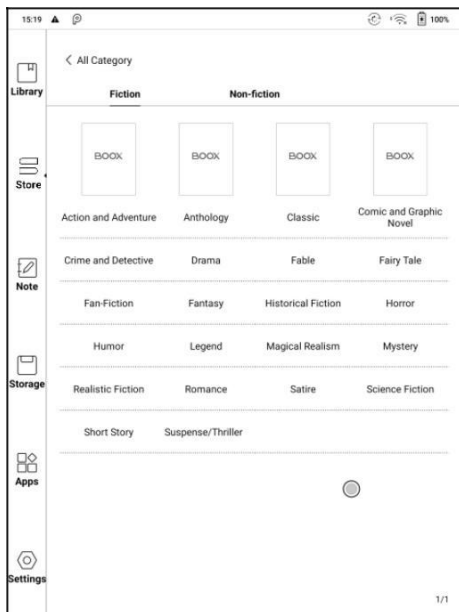 15:19
100%
All Category
Library
Fiction Non-fiction
BOOX BOOX BOOX BOOX
Store
Action and Adventure Anthology Classic Comic and Graphic Novel
Crime and Detective Drama Fable Fairy Tale
Note
Fan-Fiction Fantasy Historical Fiction Horror
Humor Legend Magical Realism Mystery
Storage
Realistic Fiction Romance Satire Science Fiction
Short Story Suspense/Thriller
Apps
Settings
1/1